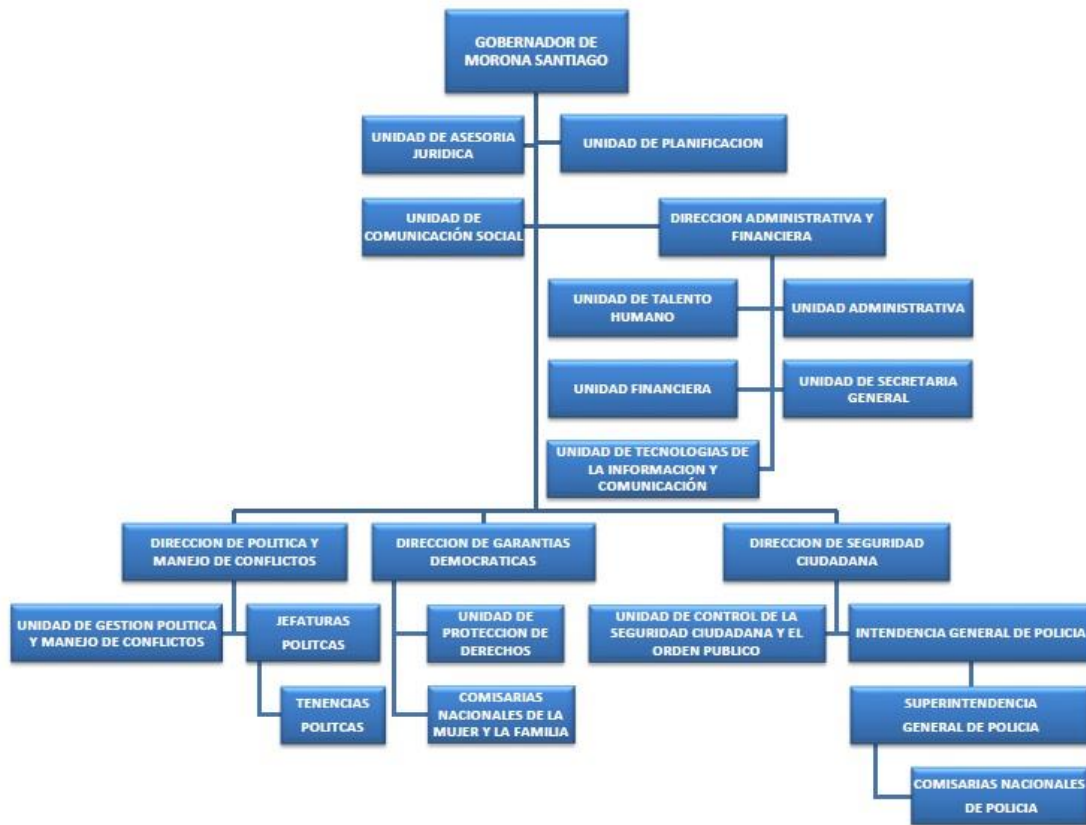 GOBERNADOR DE
MORONA SANTIAGO
UNIDAD DE ASESORIA
JURIDICA
UNIDAD DE PLANIFICACION
UNIDAD DE
COMUNICACIÓN SOCIAL
DIRECCION ADMINISTRATIVA Y
FINANCIERA
UNIDAD DE TALENTO
HUMANO
UNIDAD ADMINISTRATIVA
UNIDAD FINANCIERA
UNIDAD DE SECRETARIA
GENERAL
UNIDAD DE TECNOLOGIAS DE
LA INFORMACION Y
COMUNICACIÓN
DIRECCION DE POLITICA Y
MANEJO DE CONFLICTOS
DIRECCION DE GARANTIAS
DEMOCRATICAS
DIRECCION DE SEGURIDAD
CIUDADANA
UNIDAD DE GESTION POLITICA
Y MANEJO DE CONFLICTOS
JEFATURAS
POLITCAS
UNIDAD DE
PROTECCION DE
DERECHOS
UNIDAD DE CONTROL DE LA
SEGURIDAD CIUDADANA Y EL
ORDEN PUBLICO
INTENDENCIA GENERAL DE POLICIA
TENENCIAS
POLITCAS
COMISARIAS
NACIONALES DE LA
MUJER Y LA FAMILIA
SUPERINTENDENCIA
GENERAL DE POLICIA
COMISARIAS NACIONALES
DE POLICIA